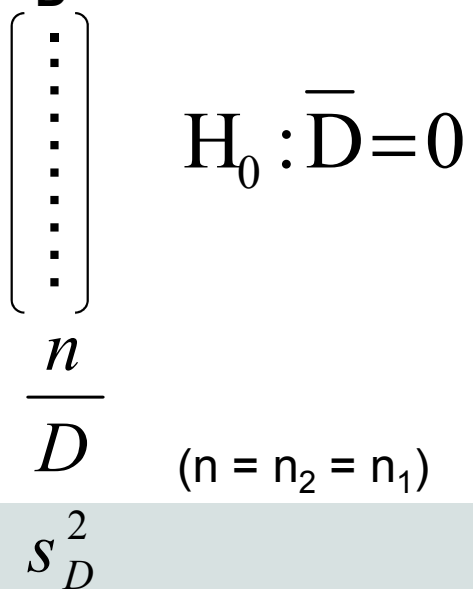 H₀ : D̅ = 0
n
D̅
(n = n₂ = n₁)
s²_D